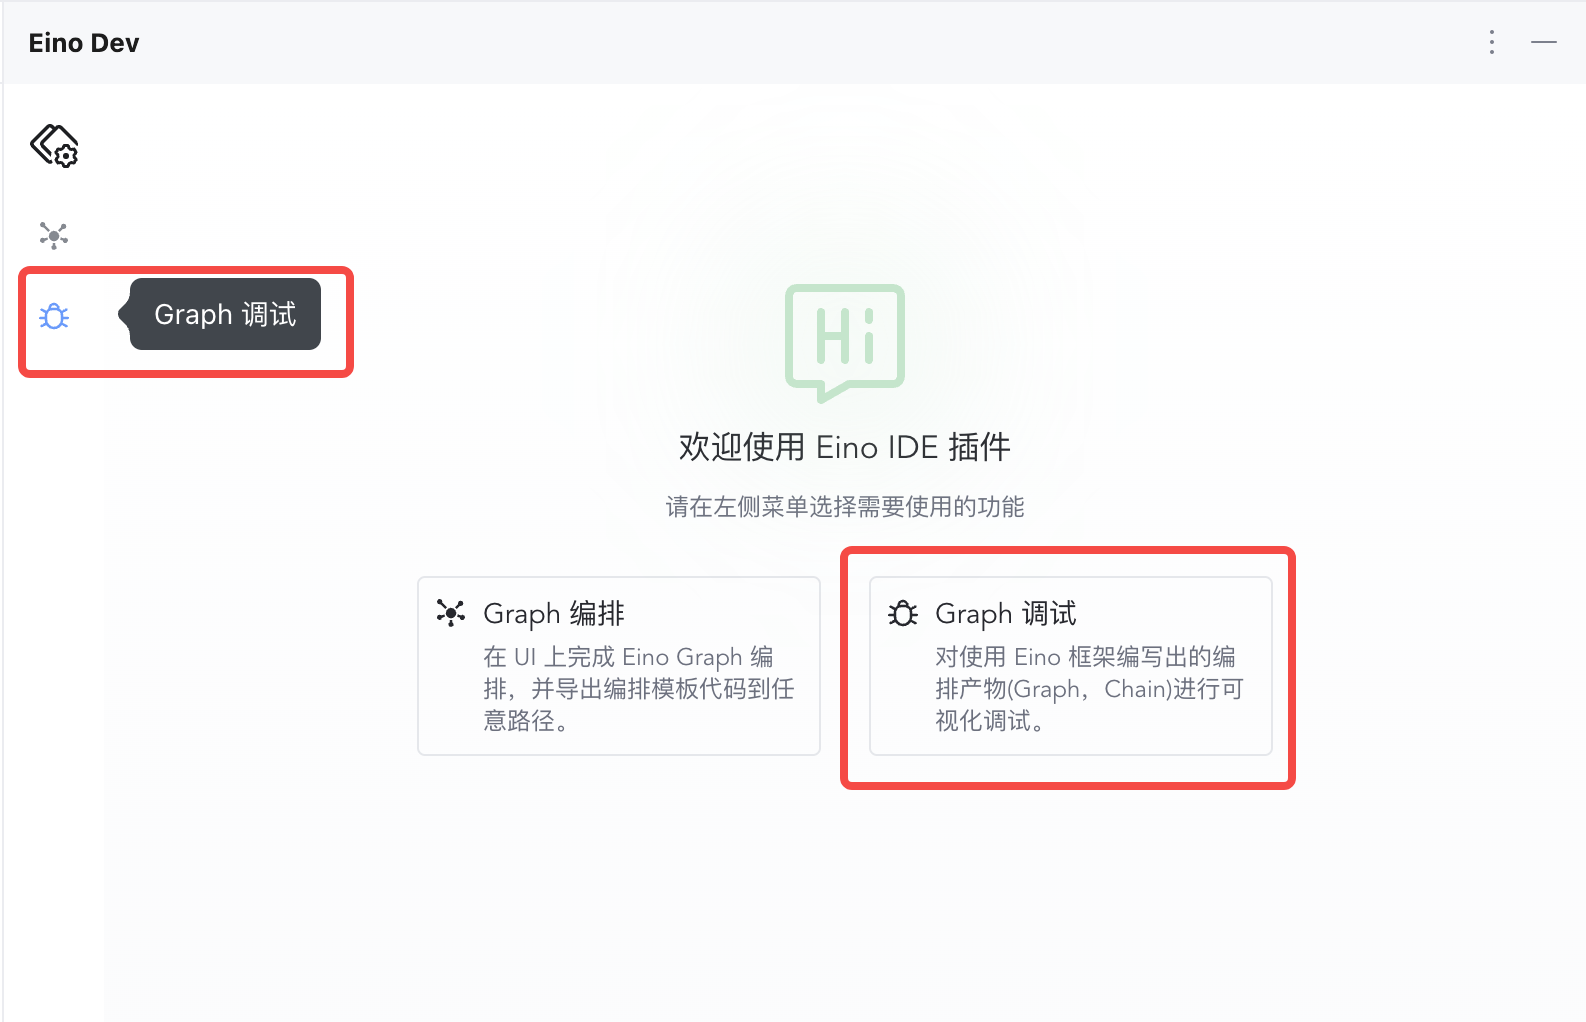 Eino Dev
Graph 调试
Hi
欢迎使用 Eino IDE 插件
请在左侧菜单选择需要使用的功能
Graph 编排
在 UI 上完成 Eino Graph 编
排，并导出编排模板代码到任
意路径。
Graph 调试
对使用 Eino 框架编写出的编
排产物(Graph，Chain)进行可
视化调试。